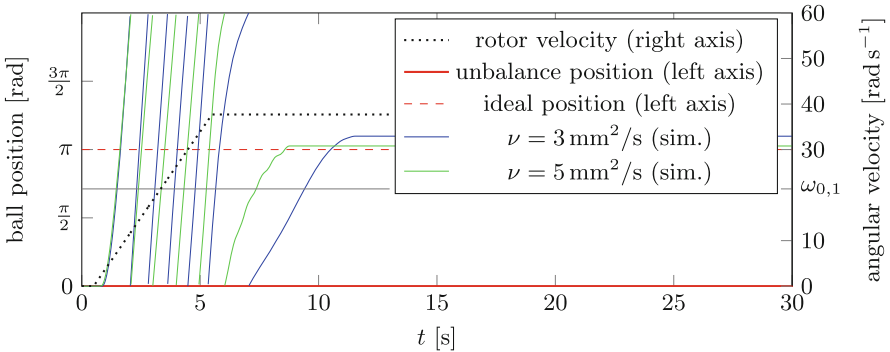 ball position [rad]
3π/2
π
π/2
0
0
5
10
15
20
25
30
t [s]
60
50
40
30
ω0,1
10
0
angular velocity [rad s⁻¹]
rotor velocity (right axis)
unbalance position (left axis)
ideal position (left axis)
ν = 3 mm²/s (sim.)
ν = 5 mm²/s (sim.)